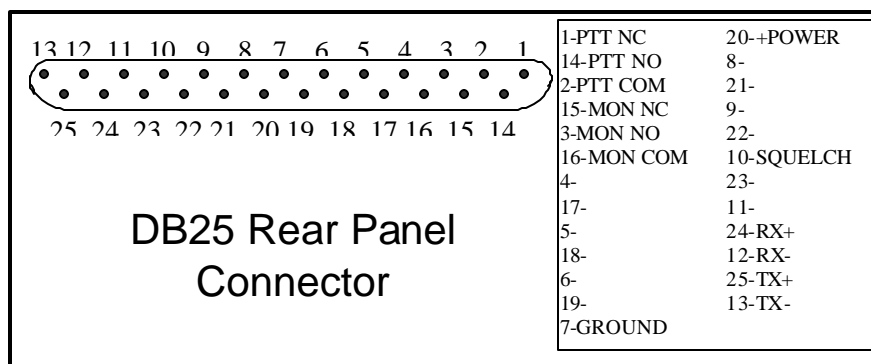 13 12 11 10 9 8 7 6 5 4 3 2 1
25 24 23 22 21 20 19 18 17 16 15 14
DB25 Rear Panel
Connector
1-PTT NC
14-PTT NO
2-PTT COM
15-MON NC
3-MON NO
16-MON COM
4-
17-
5-
18-
6-
19-
7-GROUND
20-+POWER
8-
21-
9-
22-
10-SQUELCH
23-
11-
24-RX+
12-RX-
25-TX+
13-TX-